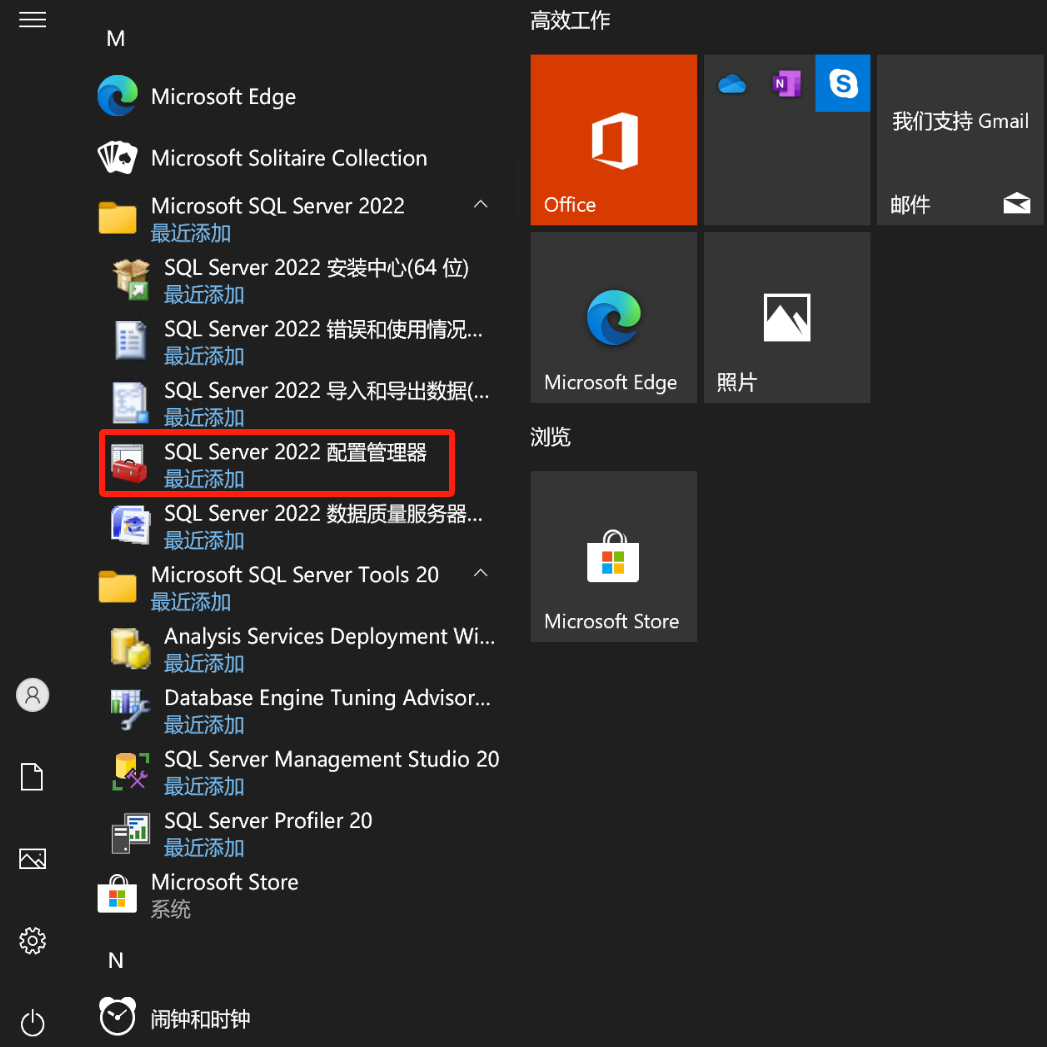 M
Microsoft Edge
Microsoft Solitaire Collection
Microsoft SQL Server 2022
最近添加
SQL Server 2022 安装中心(64 位)
最近添加
SQL Server 2022 错误和使用情况...
最近添加
SQL Server 2022 导入和导出数据(...
最近添加
SQL Server 2022 配置管理器
最近添加
SQL Server 2022 数据质量服务器...
最近添加
Microsoft SQL Server Tools 20
最近添加
Analysis Services Deployment Wi...
最近添加
Database Engine Tuning Advisor...
最近添加
SQL Server Management Studio 20
最近添加
SQL Server Profiler 20
最近添加
Microsoft Store
系统
N
闹钟和时钟
高效工作
Office
N
S
我们支持 Gmail
邮件
Microsoft Edge
照片
浏览
Microsoft Store